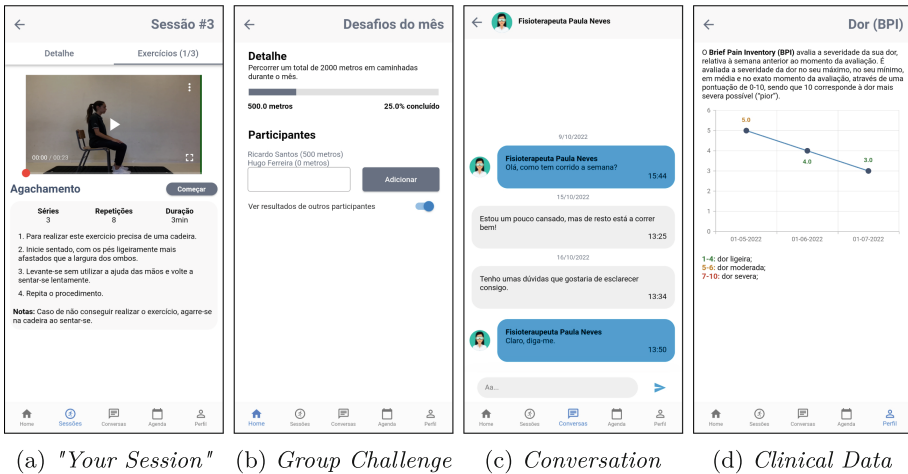 Sessão #3
Detalhe
Exercícios (1/3)
00:00 / 00:23
Agachamento
Começar
Séries
Repetições
Duração
3
8
3min
1. Para realizar este exercicio precisa de uma cadeira.
2. Inicie sentado, com os pés ligeiramente mais
afastados que a largura dos ombos.
3. Levante-se sem utilizar a ajuda das mãos e volte a
sentar-se lentamente.
4. Repita o procedimento.
Notas: Caso de não conseguir realizar o exercício, agarre-se
na cadeira ao sentar-se.
Home
Sessões
Conversas
Agenda
Perfil
(a) "Your Session"
Desafios do mês
Detalhe
Percorrer um total de 2000 metros em caminhadas
durante o mês.
500.0 metros
25.0% concluído
Participantes
Ricardo Santos (500 metros)
Hugo Ferreira (0 metros)
Adicionar
Ver resultados de outros participantes
Home
Sessões
Conversas
Agenda
Perfil
(b) Group Challenge
Fisioterapeuta Paula Neves
9/10/2022
Fisioterapeuta Paula Neves
Olá, como tem corrido a semana?
15:44
15/10/2022
Estou um pouco cansado, mas de resto está a correr
bem!
13:25
16/10/2022
Tenho umas dúvidas que gostaria de esclarecer
consigo.
13:34
Fisioteraupeuta Paula Neves
Claro, diga-me.
13:50
Aa...
Home
Sessões
Conversas
Agenda
Perfil
(c) Conversation
Dor (BPI)
O Brief Pain Inventory (BPI) avalia a severidade da sua dor,
relativa à semana anterior ao momento da avaliação. É
avaliada a severidade da dor no seu máximo, no seu mínimo,
em média e no exato momento da avaliação, através de uma
pontuação de 0-10, sendo que 10 corresponde à dor mais
severa possível ("pior").
6
5
4
3
2
1
0
5.0
4.0
3.0
01-05-2022
01-06-2022
01-07-2022
1-4: dor ligeira;
5-6: dor moderada;
7-10: dor severa;
Home
Sessões
Conversas
Agenda
Perfil
(d) Clinical Data